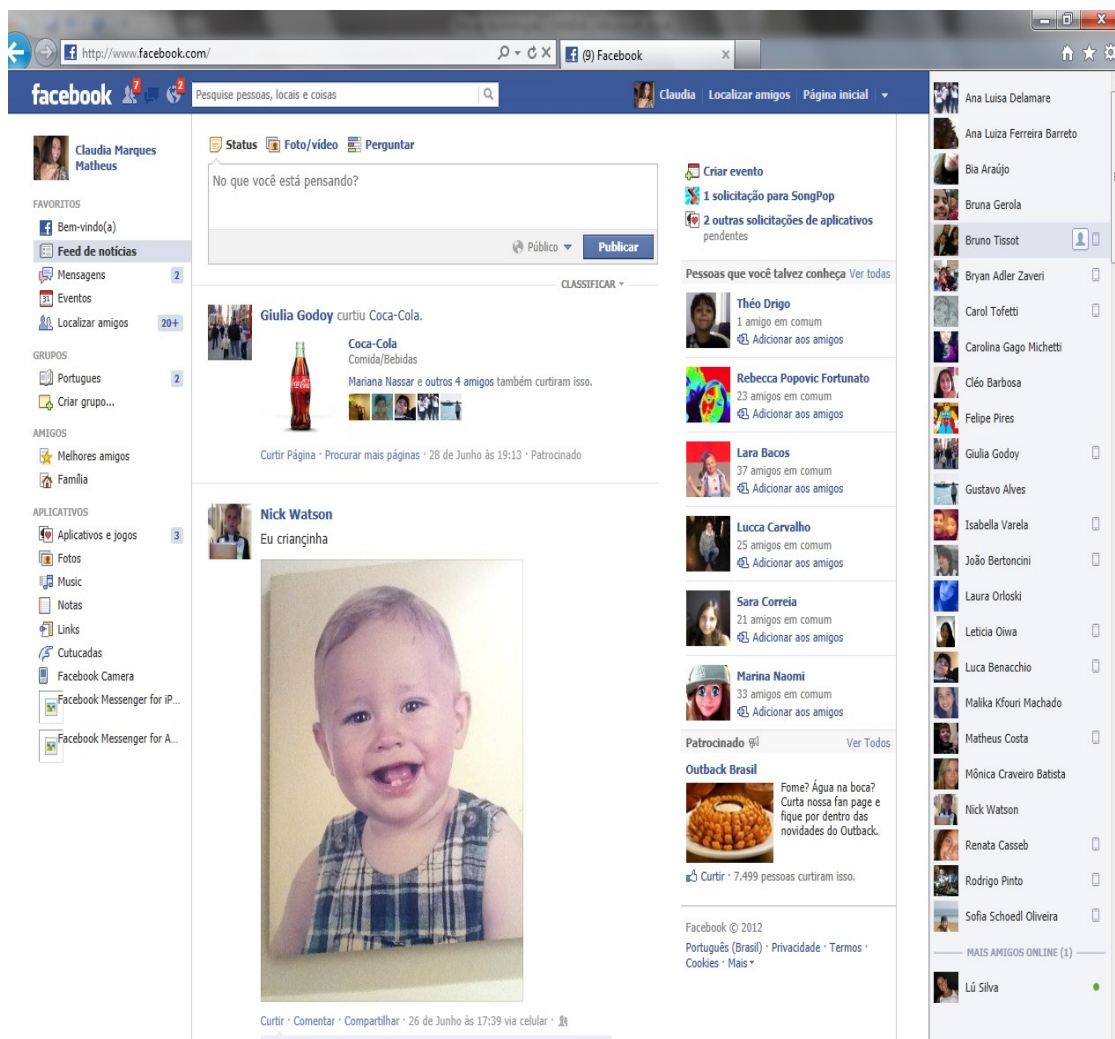 http://www.facebook.com/
(9) Facebook
facebook
7
2
Pesquise pessoas, locais e coisas
Claudia
Localizar amigos
Página inicial
Claudia Marques
Matheus
FAVORITOS
Bem-vindo(a)
Feed de notícias
Mensagens 2
31 Eventos
Localizar amigos 20+
GRUPOS
Portugues 2
Criar grupo...
AMIGOS
Melhores amigos
Família
APLICATIVOS
Aplicativos e jogos 3
Fotos
Music
Notas
Links
Cutucadas
Facebook Camera
Facebook Messenger for iP...
Facebook Messenger for A...
Status Foto/vídeo Perguntar
No que você está pensando?
Público Publicar
CLASSIFICAR
Giulia Godoy curtiu Coca-Cola.
Coca-Cola
Comida/Bebidas
Mariana Nassar e outros 4 amigos também curtiram isso.
Curtir Página · Procurar mais páginas · 28 de Junho às 19:13 · Patrocinado
Nick Watson
Eu criançinha
Curtir · Comentar · Compartilhar · 26 de Junho às 17:39 via celular ·
Criar evento
1 solicitação para SongPop
2 outras solicitações de aplicativos
pendentes
Pessoas que você talvez conheça Ver todas
Théo Drigo
1 amigo em comum
Adicionar aos amigos
Rebecca Popovic Fortunato
23 amigos em comum
Adicionar aos amigos
Lara Bacos
37 amigos em comum
Adicionar aos amigos
Lucca Carvalho
25 amigos em comum
Adicionar aos amigos
Sara Correia
21 amigos em comum
Adicionar aos amigos
Marina Naomi
33 amigos em comum
Adicionar aos amigos
Patrocinado Ver Todos
Outback Brasil
Fome? Água na boca?
Curta nossa fan page e
fique por dentro das
novidades do Outback.
Curtir · 7.499 pessoas curtiram isso.
Facebook © 2012
Português (Brasil) · Privacidade · Termos ·
Cookies · Mais
Ana Luisa Delamare
Ana Luiza Ferreira Barreto
Bia Araújo
Bruna Gerola
Bruno Tissot
Bryan Adler Zaveri
Carol Tofetti
Carolina Gago Michetti
Cléo Barbosa
Felipe Pires
Giulia Godoy
Gustavo Alves
Isabella Varela
João Bertoncini
Laura Orloski
Leticia Oiwa
Luca Benacchio
Malika Kfouri Machado
Matheus Costa
Mônica Craveiro Batista
Nick Watson
Renata Casseb
Rodrigo Pinto
Sofia Schoedl Oliveira
MAIS AMIGOS ONLINE (1)
Lú Silva